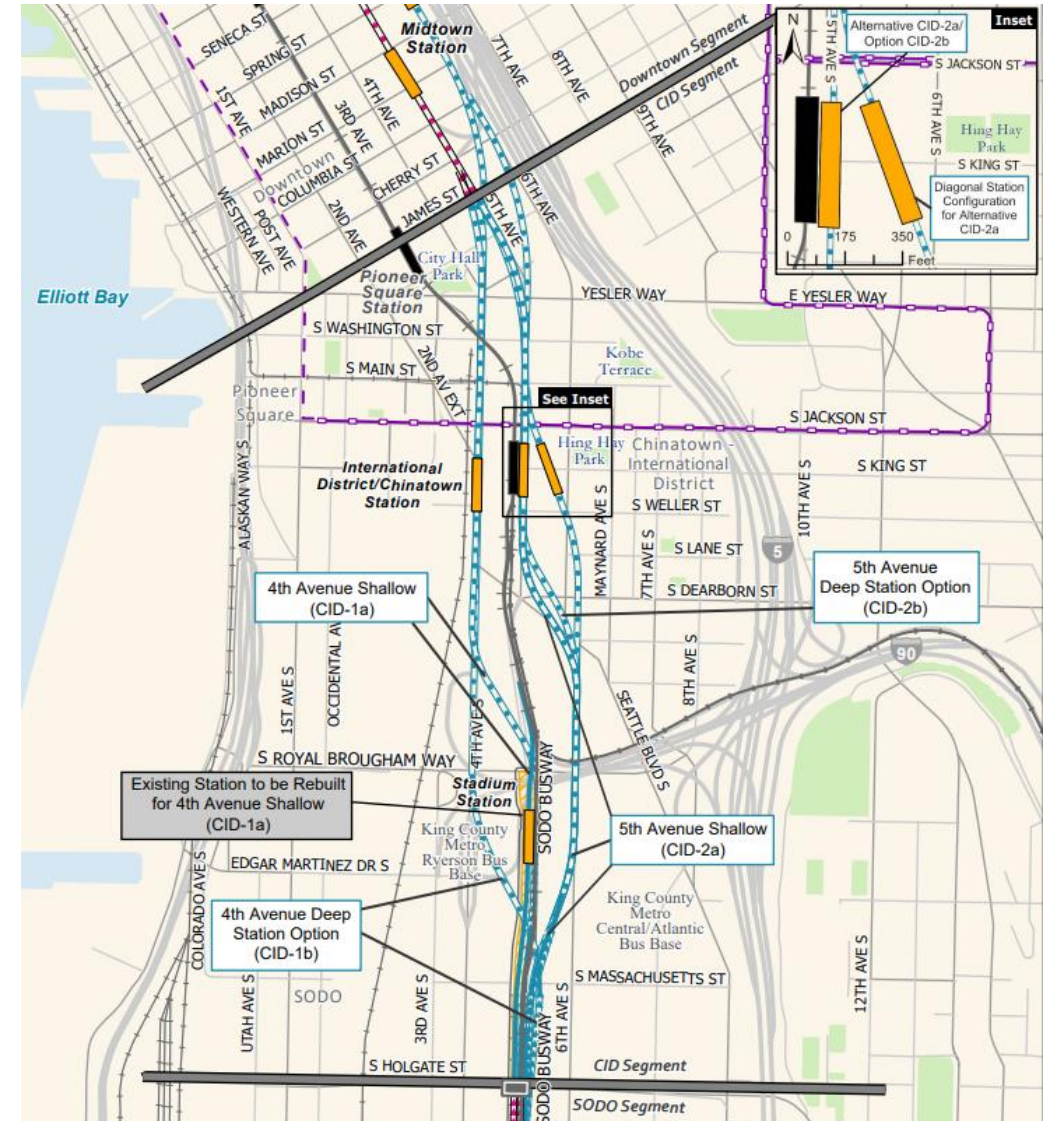 Midtown
Station
SENECA ST
SPRING ST
MADISON ST
MARION ST
COLUMBIA ST
CHERRY ST
JAMES ST
1ST AVE
WESTERN AVE
POST AVE
2ND AVE
3RD AVE
4TH AVE
5TH AVE
6TH AVE
7TH AVE
8TH AVE
9TH AVE
Downtown
Downtown Segment
CID Segment
Inset
N
Alternative CID-2a/
Option CID-2b
5TH AVE S
S JACKSON ST
6TH AVE S
Hing Hay
Park
S KING ST
Diagonal Station
Configuration
for Alternative
CID-2a
0 175 350
Feet
Elliott Bay
City Hall
Park
Pioneer
Square
Station
YESLER WAY
E YESLER WAY
S WASHINGTON ST
S MAIN ST
2ND AV EXT
Kobe
Terrace
Pioneer
Square
See Inset
S JACKSON ST
Hing Hay
Park
Chinatown -
International
District
International
District/Chinatown
Station
S KING ST
S WELLER ST
10TH AVE S
ALASKAN WAY S
MAYNARD AVE S
7TH AVE S
S LANE ST
5
S DEARBORN ST
4th Avenue Shallow
(CID-1a)
5th Avenue
Deep Station Option
(CID-2b)
1ST AVE S
OCCIDENTAL AV
4TH AVE S
8TH AVE S
90
SEATTLE BLVD S
S ROYAL BROUGHAM WAY
Existing Station to be Rebuilt
for 4th Avenue Shallow
(CID-1a)
Stadium
Station
SODO BUSWAY
King County
Metro
Ryerson Bus
Base
5th Avenue Shallow
(CID-2a)
EDGAR MARTINEZ DR S
COLORADO AVE S
4th Avenue Deep
Station Option
(CID-1b)
King County
Metro
Central/Atlantic
Bus Base
S MASSACHUSETTS ST
SODO
UTAH AVE S
3RD AVE S
6TH AVE S
12TH AVE S
S HOLGATE ST
SODO BUSWAY
CID Segment
SODO Segment